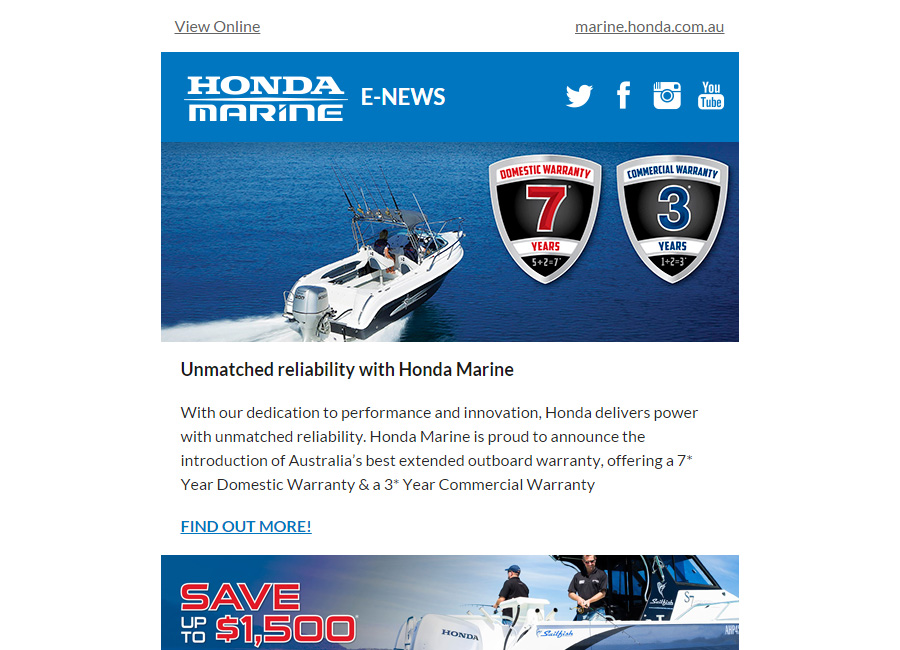 View Online
marine.honda.com.au
HONDA
MARINE
E-NEWS
You
Tube
DOMESTIC WARRANTY
7*
YEARS
5+2=7*
COMMERCIAL WARRANTY
3*
YEARS
1+2=3*
Unmatched reliability with Honda Marine
With our dedication to performance and innovation, Honda delivers power
with unmatched reliability. Honda Marine is proud to announce the
introduction of Australia’s best extended outboard warranty, offering a 7*
Year Domestic Warranty & a 3* Year Commercial Warranty
FIND OUT MORE!
SAVE
UP
TO
$1,500*
HONDA
Sailfish
Sailfish
S7